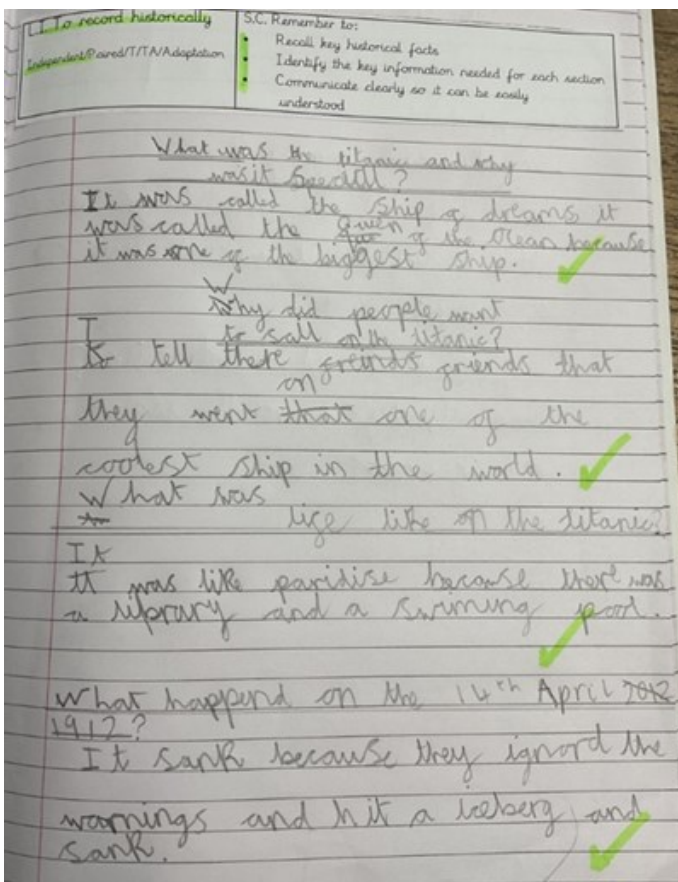 L.I. To record historically
Independent/Paired/T/TA/Adaptation
S.C. Remember to:
Recall key historical facts
Identify the key information needed for each section
Communicate clearly so it can be easily
understood
What was the titanic and why
was it special?
It was called the ship of dreams it
was called the quen of the ocean because
it was one of the biggest ship.
Why did people want
to sall on the titanic?
To tell there freinds friends that
on
they went that one of the
coolest ship in the world.
What was
life like on the titanic?
It
It was like paridise because there was
a liprary and a swiming pool.
What happend on the 14th April 2012
1912?
It sank because they ignord the
warnings and hit a iceberg and
sank.